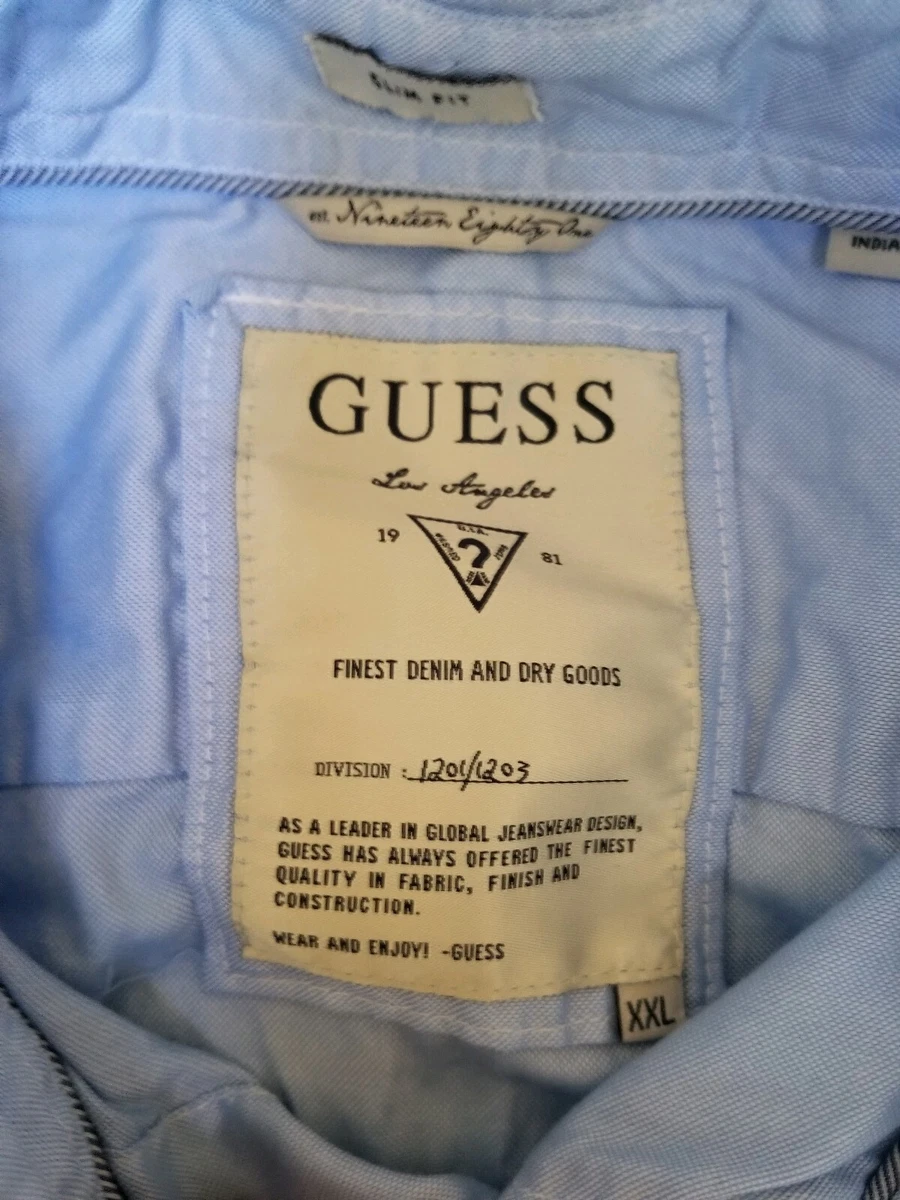 SLIM FIT
est. Nineteen Eighty One
INDIA
GUESS
Los Angeles
19 81
U.S.A.
WASHED
?
FINEST DENIM AND DRY GOODS
DIVISION : 1201/1203
AS A LEADER IN GLOBAL JEANSWEAR DESIGN,
GUESS HAS ALWAYS OFFERED THE FINEST
QUALITY IN FABRIC, FINISH AND
CONSTRUCTION.
WEAR AND ENJOY! -GUESS
XXL